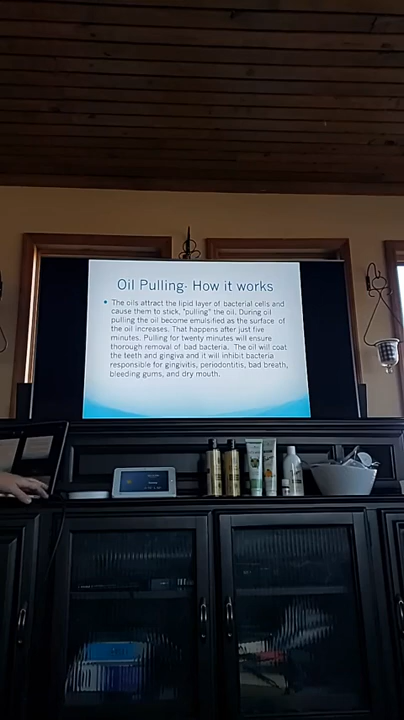 Oil Pulling- How it works
• The oils attract the lipid layer of bacterial cells and
cause them to stick, "pulling" the oil. During oil
pulling the oil become emulsified as the surface of
the oil increases. That happens after just five
minutes. Pulling for twenty minutes will ensure
thorough removal of bad bacteria. The oil will coat
the teeth and gingiva and it will inhibit bacteria
responsible for gingivitis, periodontitis, bad breath,
bleeding gums, and dry mouth.